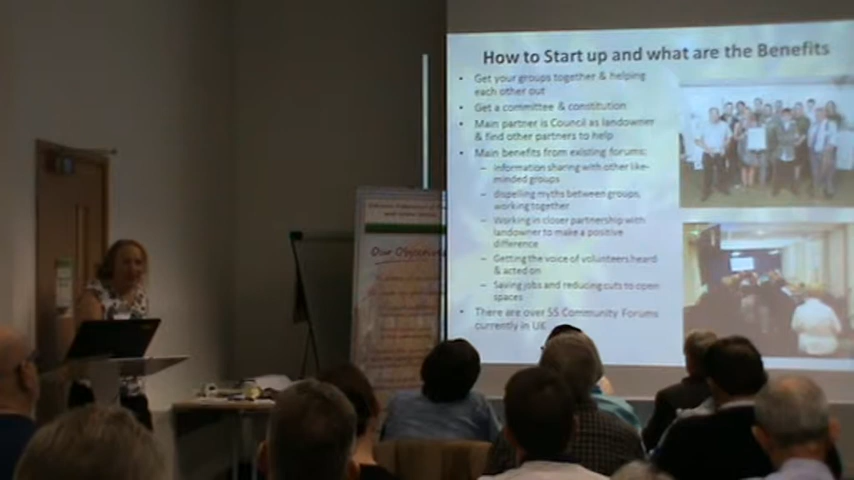 How to Start up and what are the Benefits
• Get your groups together & helping
each other out
• Get a committee & constitution
• Main partner is Council as landowner
& find other partners to help
• Main benefits from existing forums:
– information sharing with other like-
minded groups
– dispelling myths between groups,
working together
– Working in closer partnership with
landowner to make a positive
difference
– Getting the voice of volunteers heard
& acted on
– Saving jobs and reducing cuts to open
spaces
• There are over 55 Community Forums
currently in UK
Our Objectives